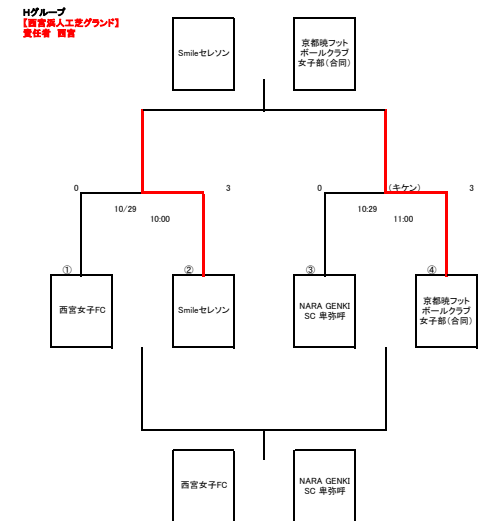 Hグループ
【西宮浜人工芝グランド】
責任者 西宮
Smileセレソン
京都暁フット
ボールクラブ
女子部(合同)
0
3
0
(キケン)
3
10/29
10:00
10:29
11:00
①
②
③
④
西宮女子FC
Smileセレソン
NARA GENKI
SC 卑弥呼
京都暁フット
ボールクラブ
女子部(合同)
西宮女子FC
NARA GENKI
SC 卑弥呼